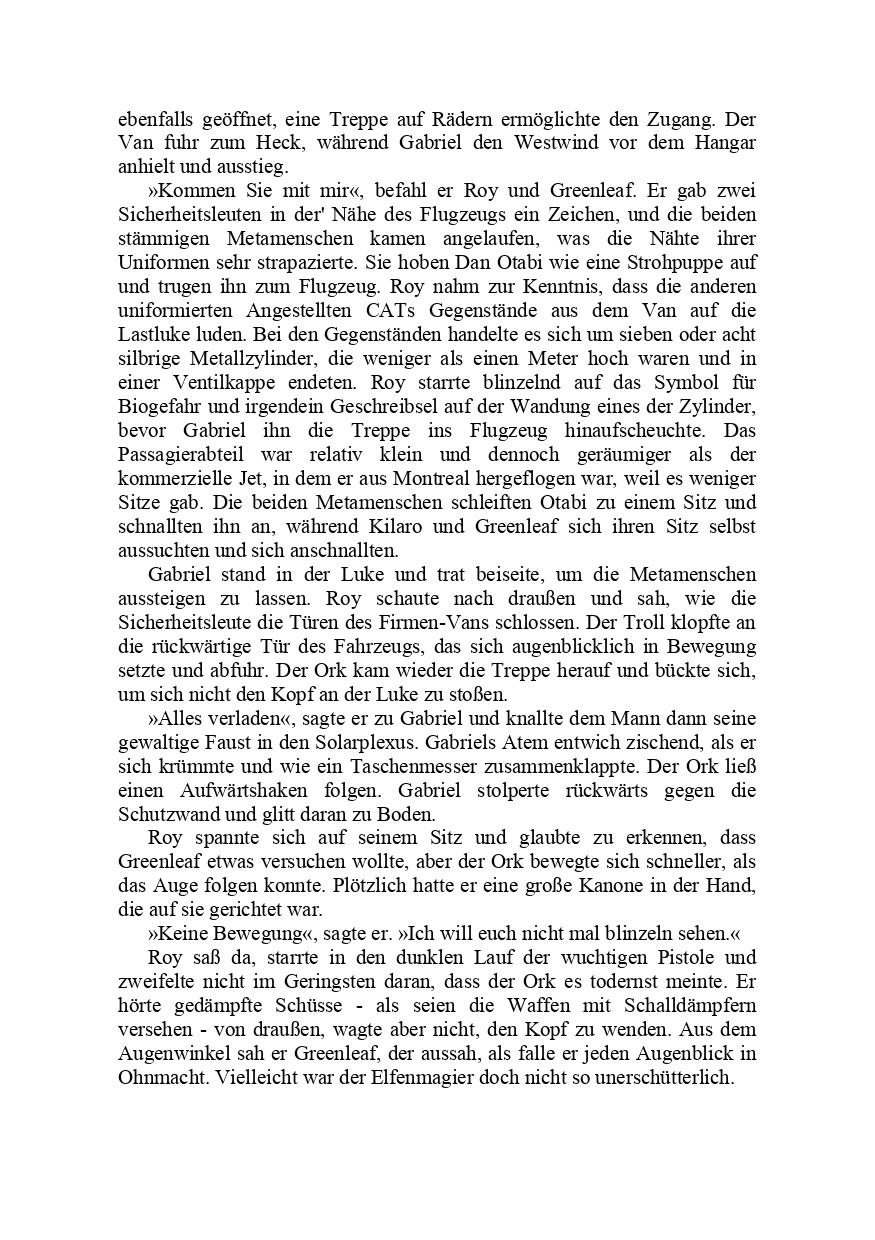 ebenfalls geöffnet, eine Treppe auf Rädern ermöglichte den Zugang. Der
Van fuhr zum Heck, während Gabriel den Westwind vor dem Hangar
anhielt und ausstieg.
»Kommen Sie mit mir«, befahl er Roy und Greenleaf. Er gab zwei
Sicherheitsleuten in der' Nähe des Flugzeugs ein Zeichen, und die beiden
stämmigen Metamenschen kamen angelaufen, was die Nähte ihrer
Uniformen sehr strapazierte. Sie hoben Dan Otabi wie eine Strohpuppe auf
und trugen ihn zum Flugzeug. Roy nahm zur Kenntnis, dass die anderen
uniformierten Angestellten CATs Gegenstände aus dem Van auf die
Lastluke luden. Bei den Gegenständen handelte es sich um sieben oder acht
silbrige Metallzylinder, die weniger als einen Meter hoch waren und in
einer Ventilkappe endeten. Roy starrte blinzelnd auf das Symbol für
Biogefahr und irgendein Geschreibsel auf der Wandung eines der Zylinder,
bevor Gabriel ihn die Treppe ins Flugzeug hinaufscheuchte. Das
Passagierabteil war relativ klein und dennoch geräumiger als der
kommerzielle Jet, in dem er aus Montreal hergeflogen war, weil es weniger
Sitze gab. Die beiden Metamenschen schleiften Otabi zu einem Sitz und
schnallten ihn an, während Kilaro und Greenleaf sich ihren Sitz selbst
aussuchten und sich anschnallten.
Gabriel stand in der Luke und trat beiseite, um die Metamenschen
aussteigen zu lassen. Roy schaute nach draußen und sah, wie die
Sicherheitsleute die Türen des Firmen-Vans schlossen. Der Troll klopfte an
die rückwärtige Tür des Fahrzeugs, das sich augenblicklich in Bewegung
setzte und abfuhr. Der Ork kam wieder die Treppe herauf und bückte sich,
um sich nicht den Kopf an der Luke zu stoßen.
»Alles verladen«, sagte er zu Gabriel und knallte dem Mann dann seine
gewaltige Faust in den Solarplexus. Gabriels Atem entwich zischend, als er
sich krümmte und wie ein Taschenmesser zusammenklappte. Der Ork ließ
einen Aufwärtshaken folgen. Gabriel stolperte rückwärts gegen die
Schutzwand und glitt daran zu Boden.
Roy spannte sich auf seinem Sitz und glaubte zu erkennen, dass
Greenleaf etwas versuchen wollte, aber der Ork bewegte sich schneller, als
das Auge folgen konnte. Plötzlich hatte er eine große Kanone in der Hand,
die auf sie gerichtet war.
»Keine Bewegung«, sagte er. »Ich will euch nicht mal blinzeln sehen.«
Roy saß da, starrte in den dunklen Lauf der wuchtigen Pistole und
zweifelte nicht im Geringsten daran, dass der Ork es todernst meinte. Er
hörte gedämpfte Schüsse - als seien die Waffen mit Schalldämpfern
versehen - von draußen, wagte aber nicht, den Kopf zu wenden. Aus dem
Augenwinkel sah er Greenleaf, der aussah, als falle er jeden Augenblick in
Ohnmacht. Vielleicht war der Elfenmagier doch nicht so unerschütterlich.